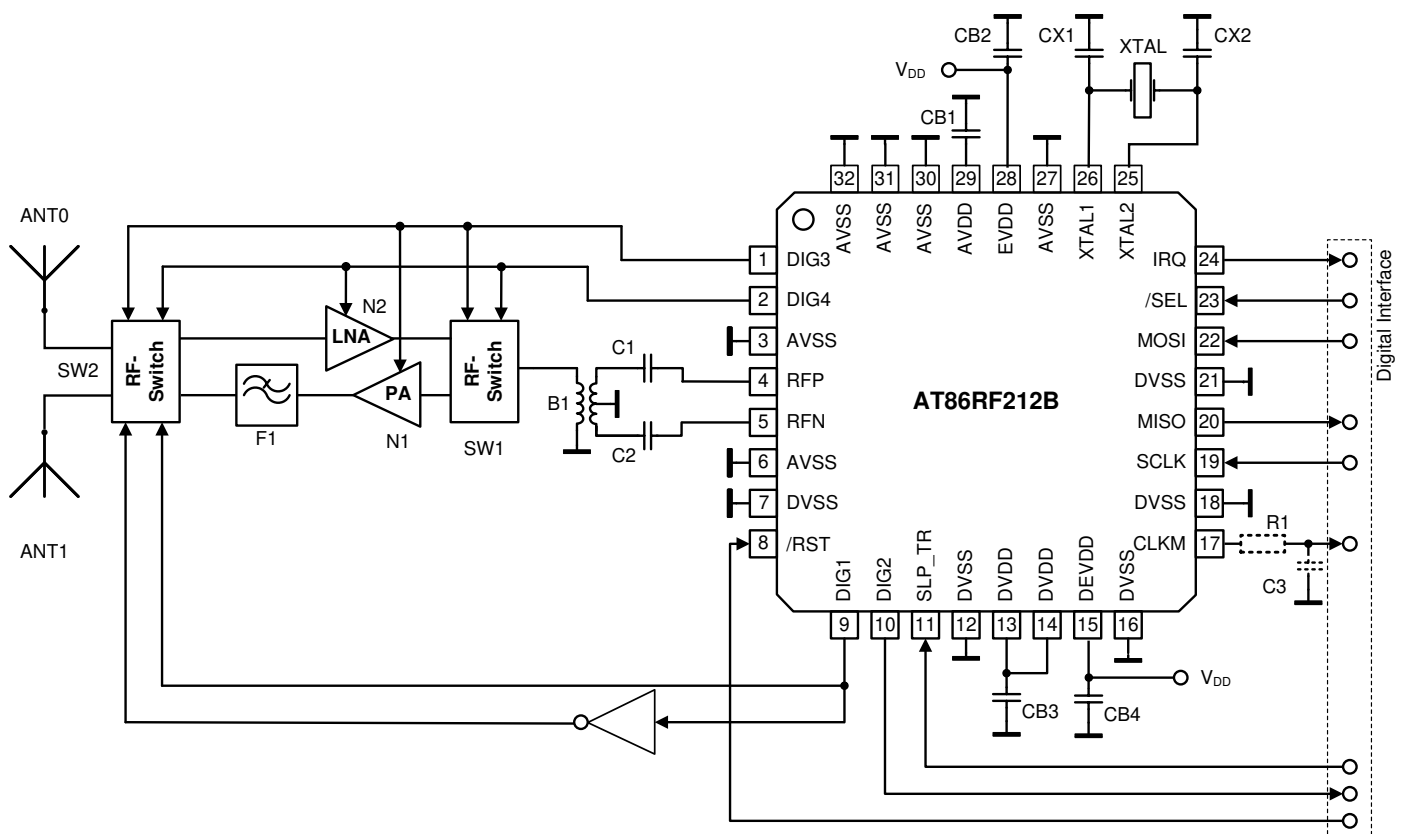 CB2
CX1
XTAL
CX2
VDD
CB1
32
31
30
29
28
27
26
25
AVSS
AVSS
AVSS
AVDD
EVDD
AVSS
XTAL1
XTAL2
ANT0
1 DIG3
IRQ 24
2 DIG4
/SEL 23
N2
LNA
3 AVSS
MOSI 22
SW2
RF-Switch
RF-Switch
C1
4 RFP
AT86RF212B
DVSS 21
PA
B1
5 RFN
MISO 20
F1
N1
SW1
C2
6 AVSS
SCLK 19
7 DVSS
DVSS 18
ANT1
8 /RST
CLKM 17
R1
C3
Digital Interface
DIG1
DIG2
SLP_TR
DVSS
DVDD
DVDD
DEVDD
DVSS
9
10
11
12
13
14
15
16
VDD
CB3
CB4